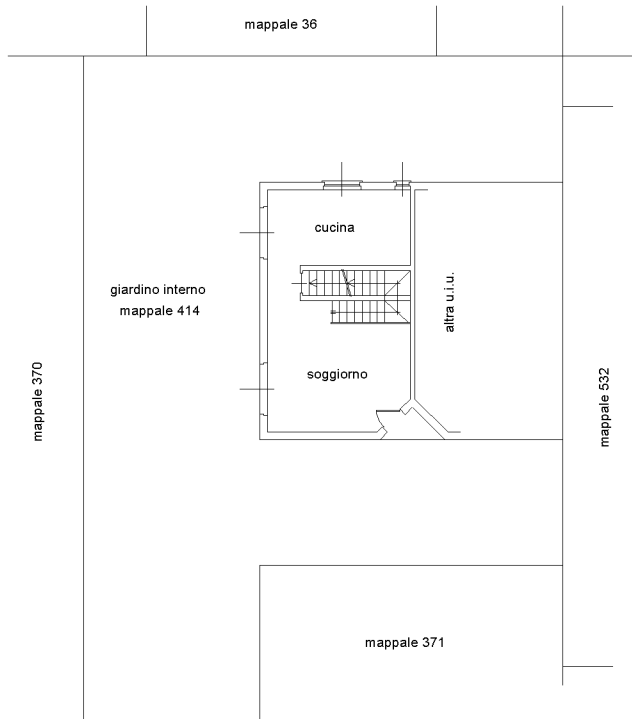 mappale 36
cucina
giardino interno
mappale 414
altra u.i.u.
soggiorno
mappale 370
mappale 532
mappale 371